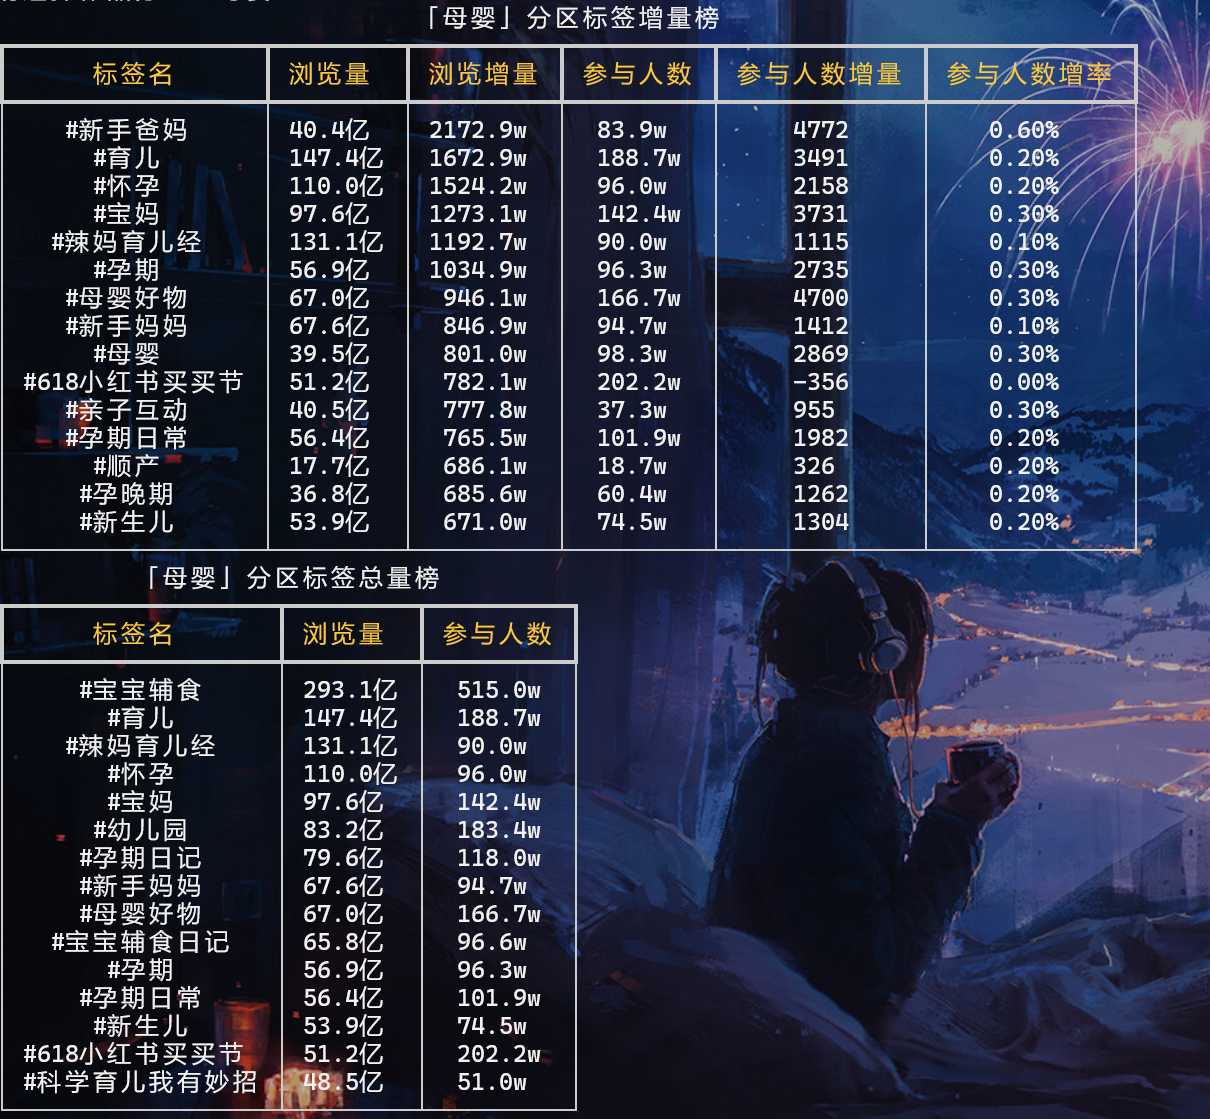 「母婴」分区标签增量榜
标签名 浏览量 浏览增量 参与人数 参与人数增量 参与人数增率
#新手爸妈 40.4亿 2172.9w 83.9w 4772 0.60%
#育儿 147.4亿 1672.9w 188.7w 3491 0.20%
#怀孕 110.0亿 1524.2w 96.0w 2158 0.20%
#宝妈 97.6亿 1273.1w 142.4w 3731 0.30%
#辣妈育儿经 131.1亿 1192.7w 90.0w 1115 0.10%
#孕期 56.9亿 1034.9w 96.3w 2735 0.30%
#母婴好物 67.0亿 946.1w 166.7w 4700 0.30%
#新手妈妈 67.6亿 846.9w 94.7w 1412 0.10%
#母婴 39.5亿 801.0w 98.3w 2869 0.30%
#618小红书买买节 51.2亿 782.1w 202.2w -356 0.00%
#亲子互动 40.5亿 777.8w 37.3w 955 0.30%
#孕期日常 56.4亿 765.5w 101.9w 1982 0.20%
#顺产 17.7亿 686.1w 18.7w 326 0.20%
#孕晚期 36.8亿 685.6w 60.4w 1262 0.20%
#新生儿 53.9亿 671.0w 74.5w 1304 0.20%
「母婴」分区标签总量榜
标签名 浏览量 参与人数
#宝宝辅食 293.1亿 515.0w
#育儿 147.4亿 188.7w
#辣妈育儿经 131.1亿 90.0w
#怀孕 110.0亿 96.0w
#宝妈 97.6亿 142.4w
#幼儿园 83.2亿 183.4w
#孕期日记 79.6亿 118.0w
#新手妈妈 67.6亿 94.7w
#母婴好物 67.0亿 166.7w
#宝宝辅食日记 65.8亿 96.6w
#孕期 56.9亿 96.3w
#孕期日常 56.4亿 101.9w
#新生儿 53.9亿 74.5w
#618小红书买买节 51.2亿 202.2w
#科学育儿我有妙招 48.5亿 51.0w